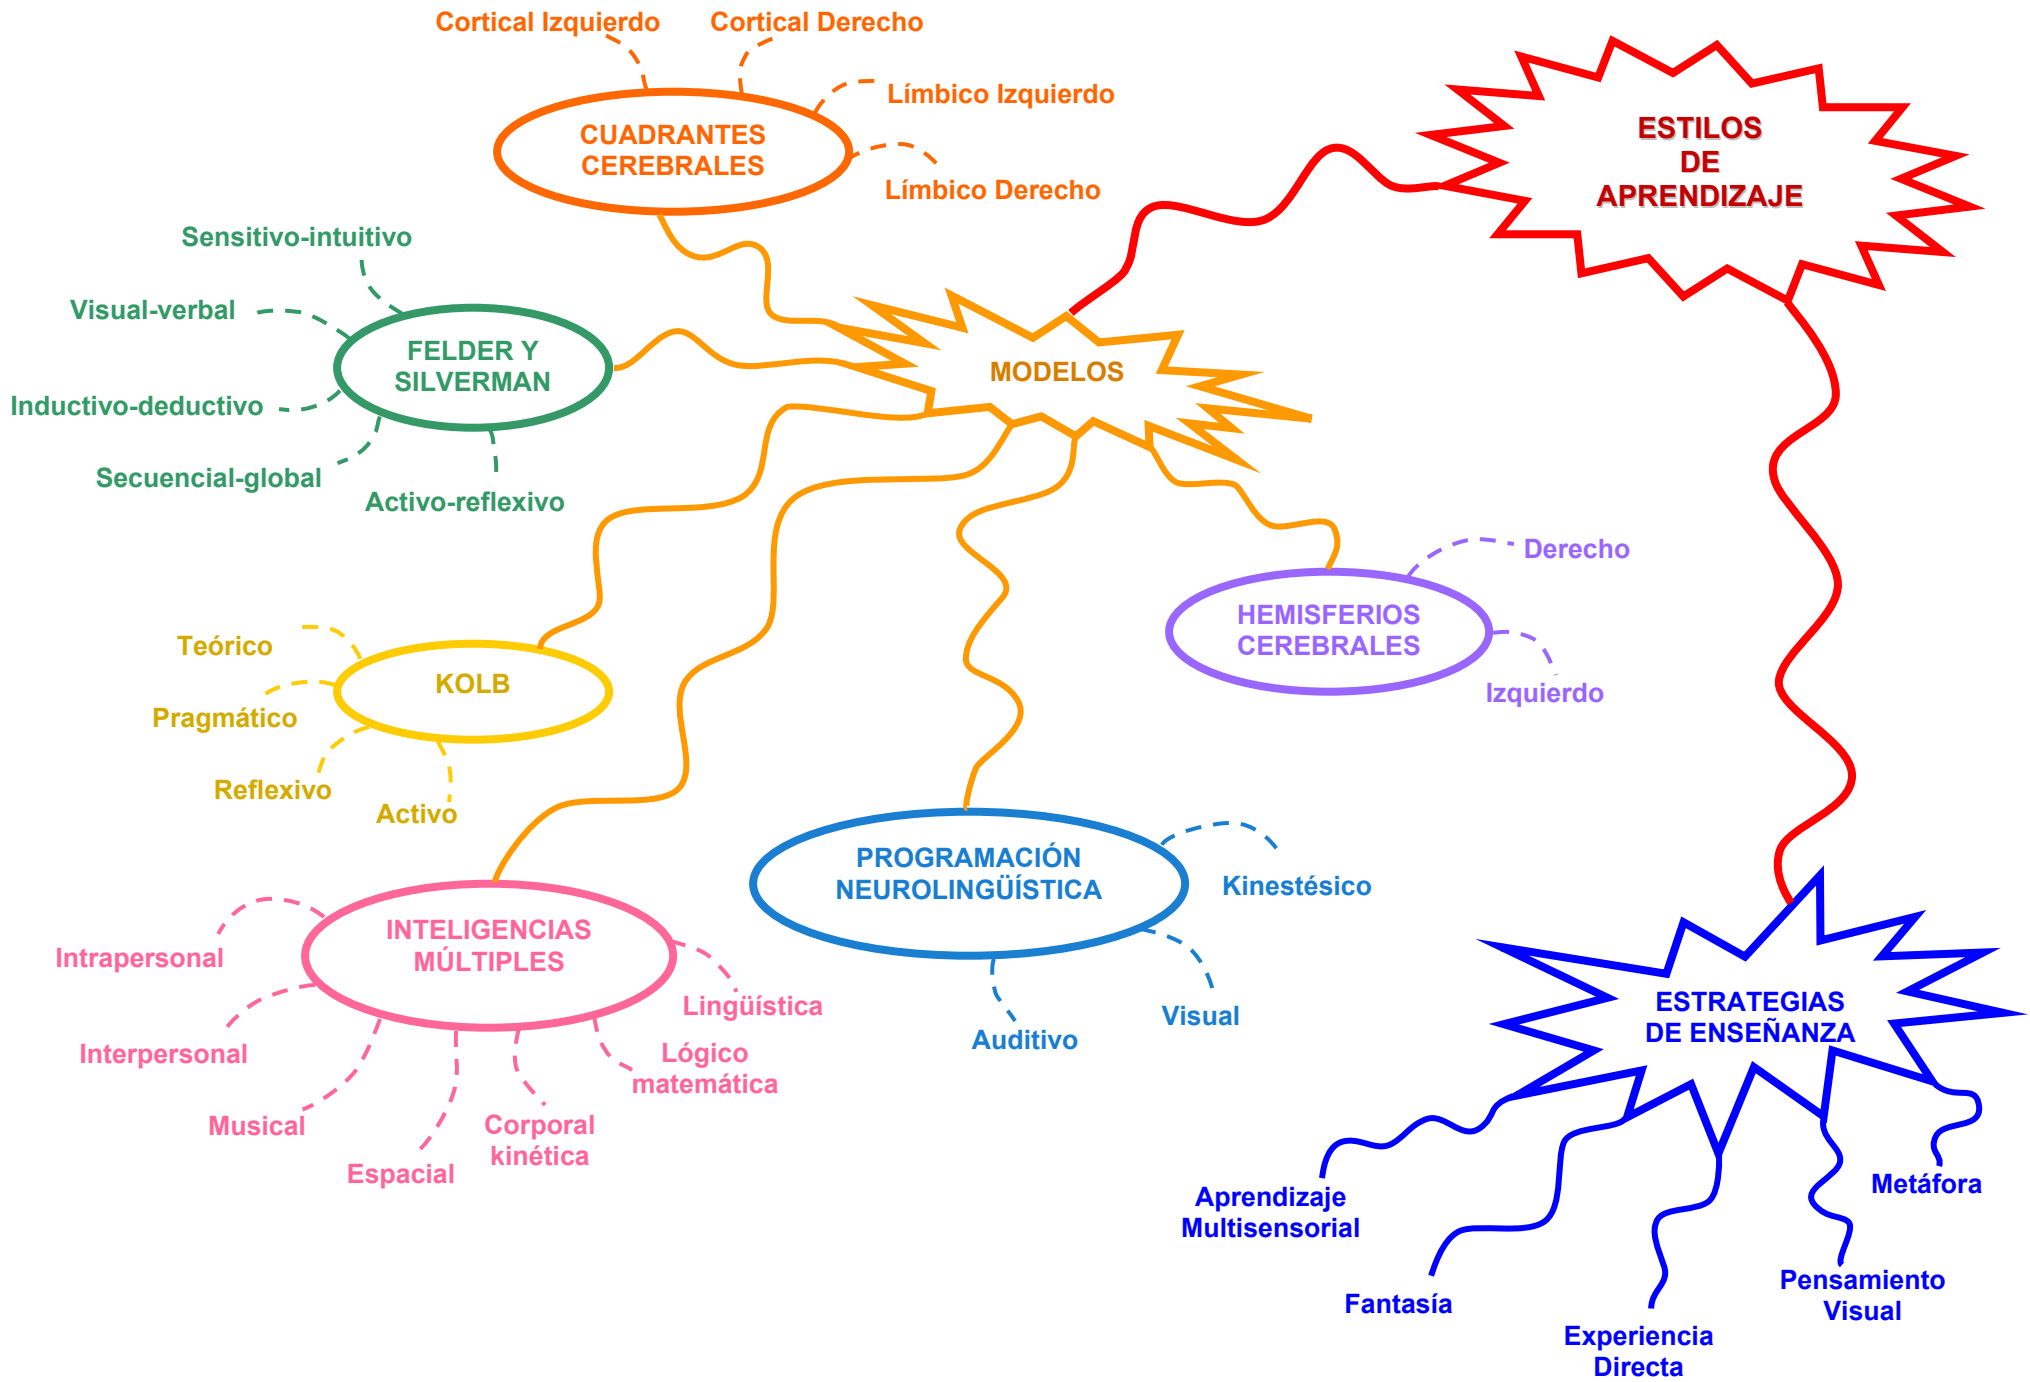 Cortical Izquierdo
Cortical Derecho
Límbico Izquierdo
Límbico Derecho
CUADRANTES
CEREBRALES
ESTILOS
DE
APRENDIZAJE
Sensitivo-intuitivo
Visual-verbal
Inductivo-deductivo
Secuencial-global
Activo-reflexivo
FELDER Y
SILVERMAN
MODELOS
Derecho
Izquierdo
HEMISFERIOS
CEREBRALES
Teórico
Pragmático
Reflexivo
Activo
KOLB
PROGRAMACIÓN
NEUROLINGÜÍSTICA
Kinestésico
Visual
Auditivo
INTELIGENCIAS
MÚLTIPLES
Intrapersonal
Interpersonal
Musical
Espacial
Corporal
kinética
Lógico
matemática
Lingüística
ESTRATEGIAS
DE ENSEÑANZA
Aprendizaje
Multisensorial
Fantasía
Experiencia
Directa
Pensamiento
Visual
Metáfora